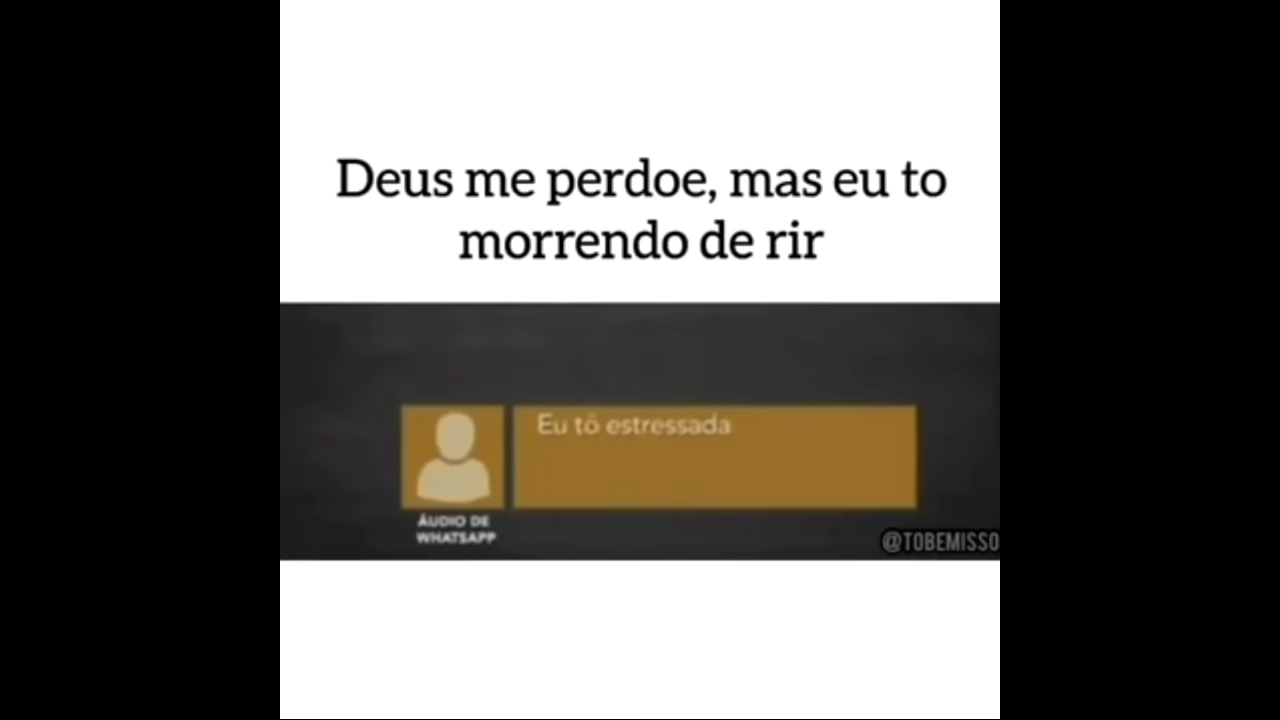 Deus me perdoe, mas eu to
morrendo de rir
Eu tô estressada
ÁUDIO DE
WHATSAPP
@TOBEMISSO